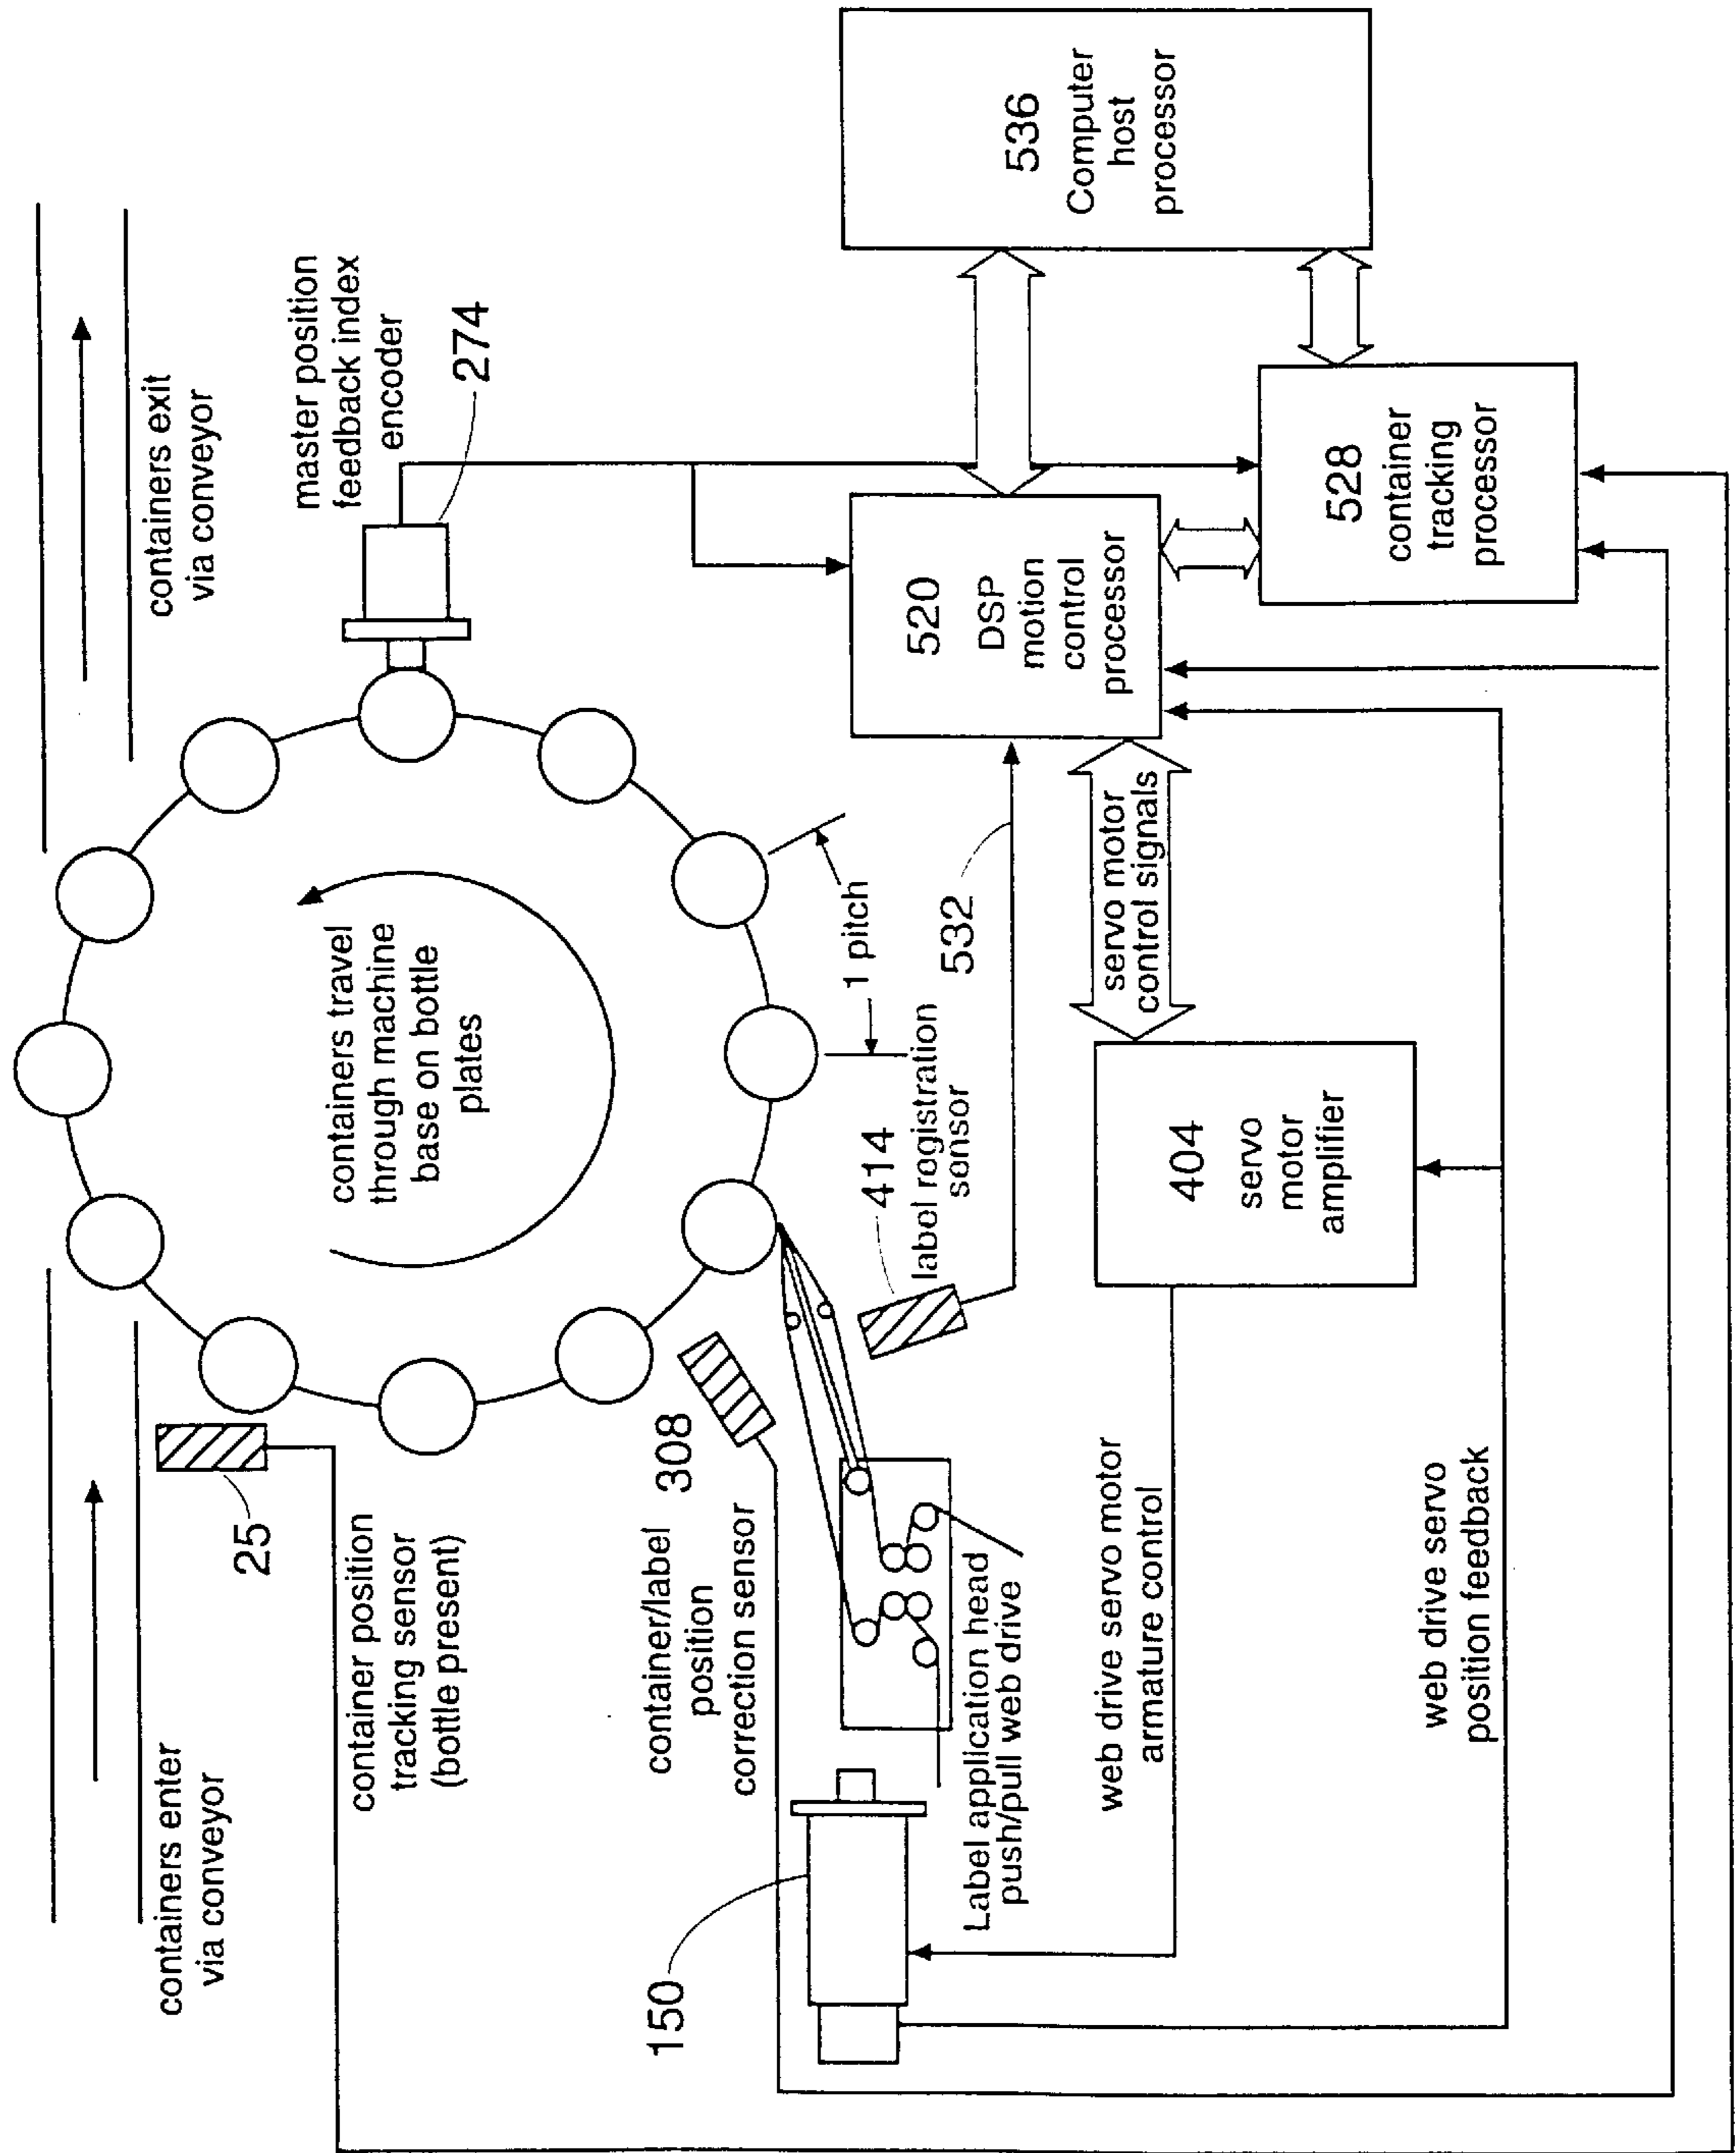 containers enter
via conveyor
containers exit
via conveyor
25
container position
tracking sensor
(bottle present)
containers travel
through machine
base on bottle
plates
master position
feedback index
encoder
274
308
container/label
position
correction sensor
1 pitch
414
label registration
sensor
532
150
Label application head
push/pull web drive
520
DSP
motion
control
processor
536
Computer
host
processor
servo motor
control signals
404
servo
motor
amplifier
528
container
tracking
processor
web drive servo motor
armature control
web drive servo
position feedback